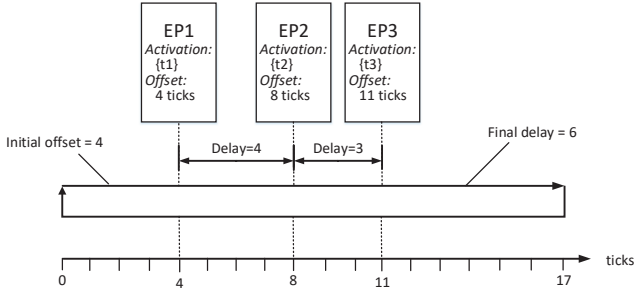 EP1
Activation:
{t1}
Offset:
4 ticks
EP2
Activation:
{t2}
Offset:
8 ticks
EP3
Activation:
{t3}
Offset:
11 ticks
Initial offset = 4
Delay=4
Delay=3
Final delay = 6
ticks
0
4
8
11
17